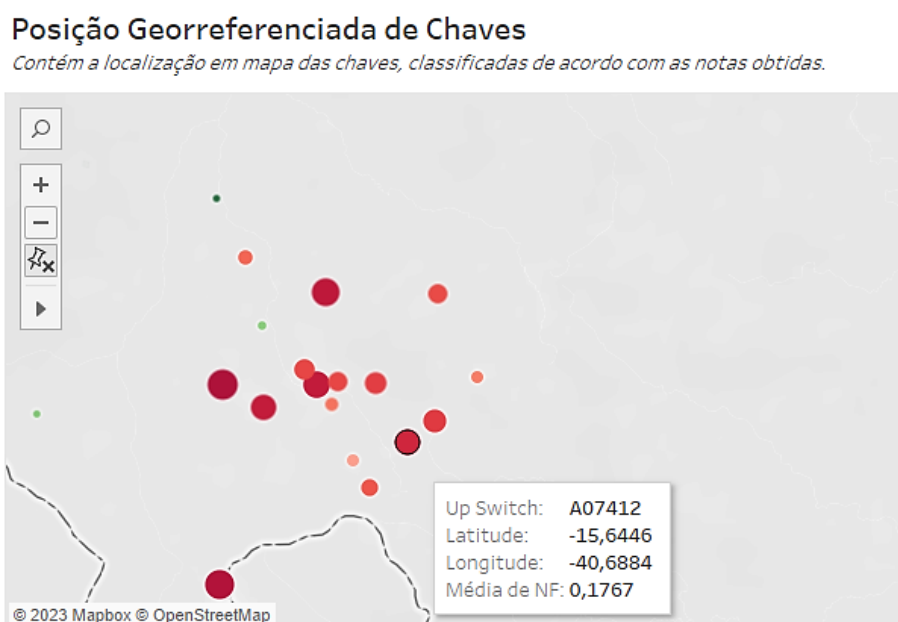 Posição Georreferenciada de Chaves
Contém a localização em mapa das chaves, classificadas de acordo com as notas obtidas.
Up Switch: A07412
Latitude: -15,6446
Longitude: -40,6884
Média de NF: 0,1767
© 2023 Mapbox © OpenStreetMap